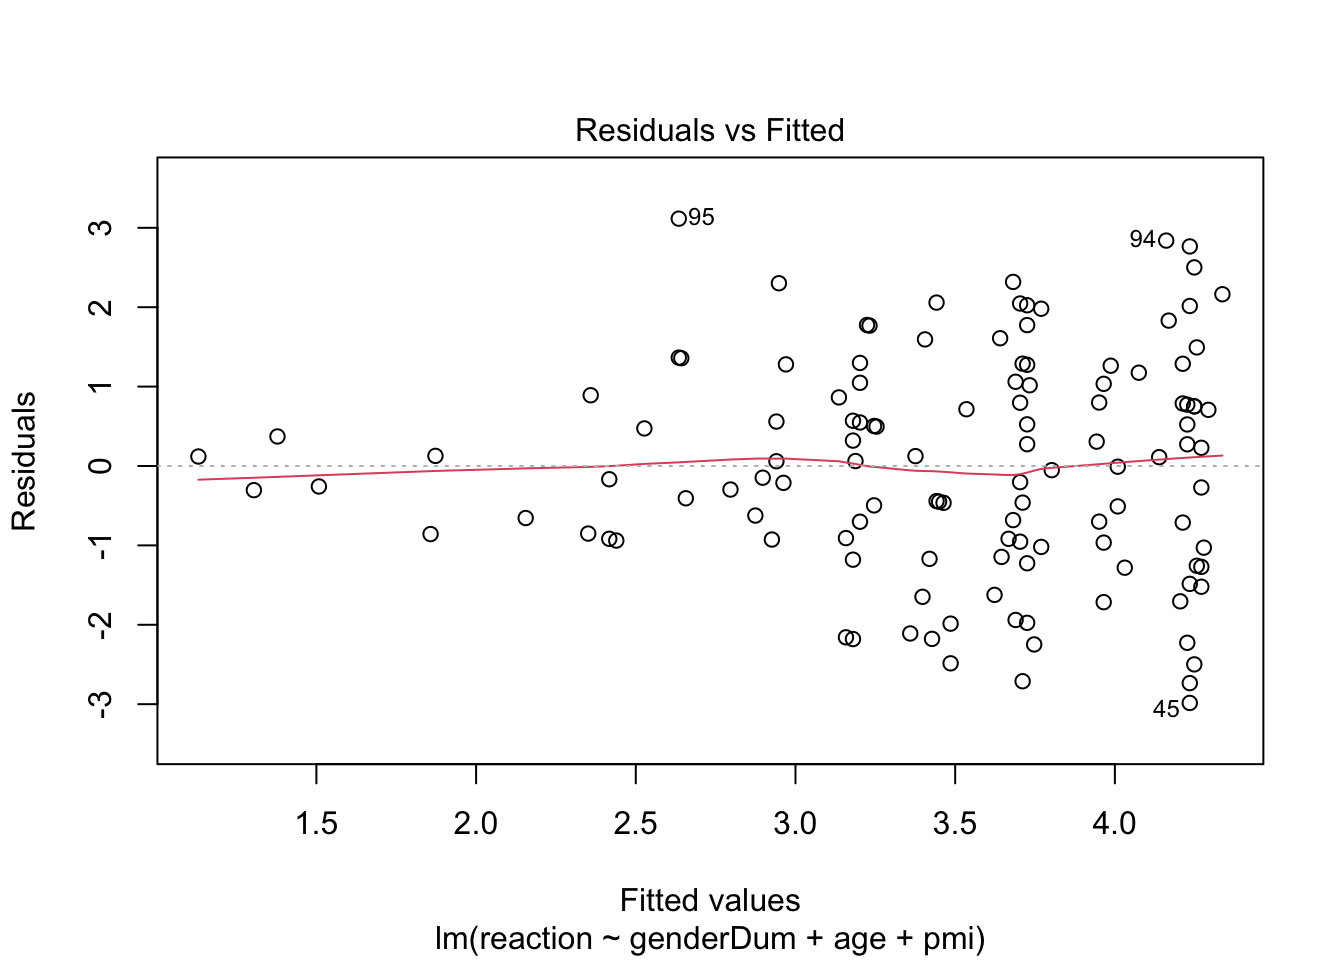 Residuals vs Fitted
3
2
1
0
-1
-2
-3
Residuals
95
94
45
1.5 2.0 2.5 3.0 3.5 4.0
Fitted values
lm(reaction ~ genderDum + age + pmi)